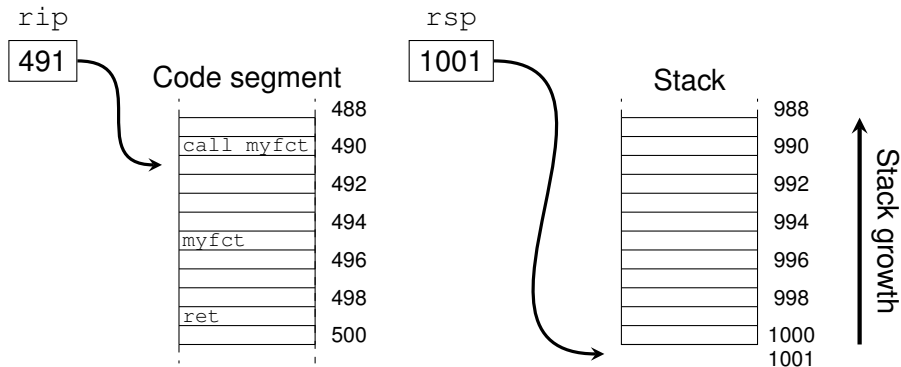 rip
491
rsp
1001
Code segment
Stack
488
call myfct 490
492
494
myfct
496
498
ret
500
988
990
992
994
996
998
1000
1001
Stack growth